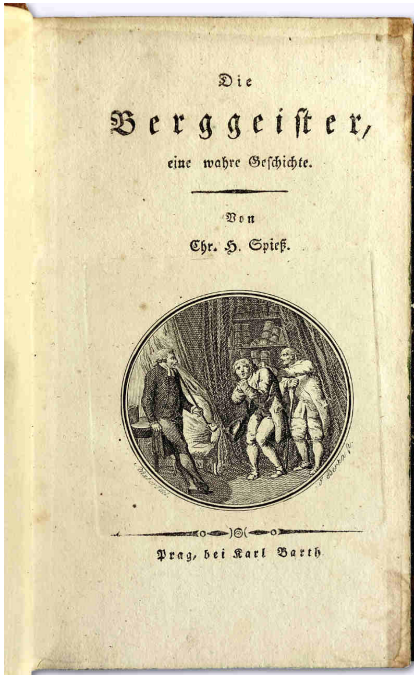 Die
Berggeiſter,
eine wahre Geſchichte.
Von
Chr. H. Spieß.
Prag, bei Karl Barth